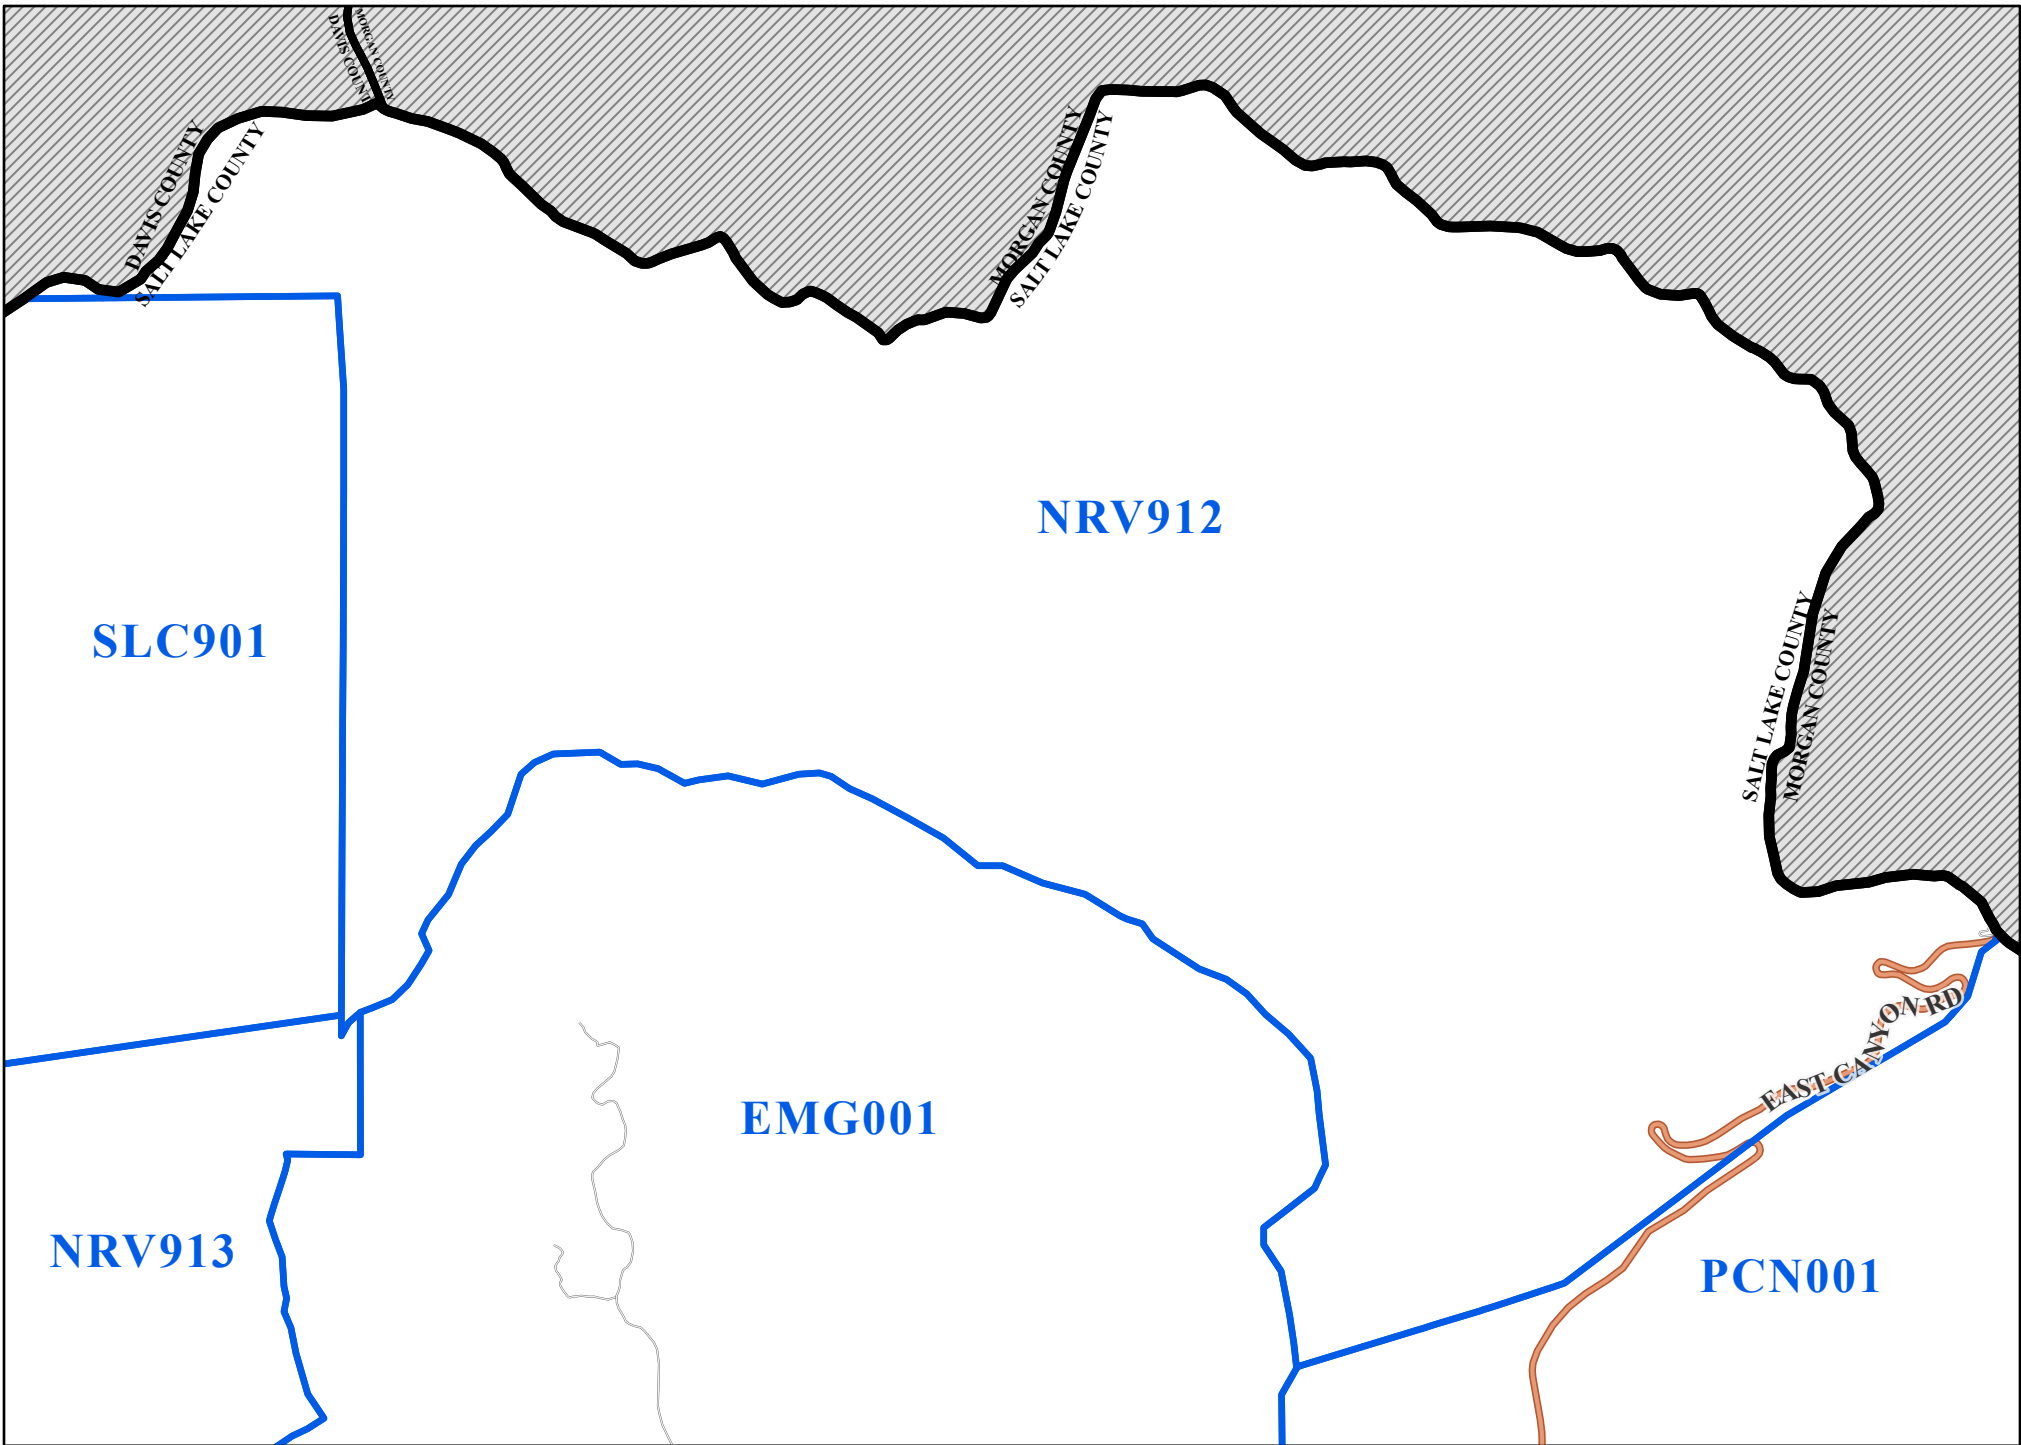 DAVIS COUNT
MORGAN COUNTY
DAVIS COUNTY
SALT LAKE COUNTY
MORGAN COUNTY
SALT LAKE COUNTY
NRV912
SLC901
SALT LAKE COUNTY
MORGAN COUNTY
EAST CANYON RD
EMG001
NRV913
PCN001